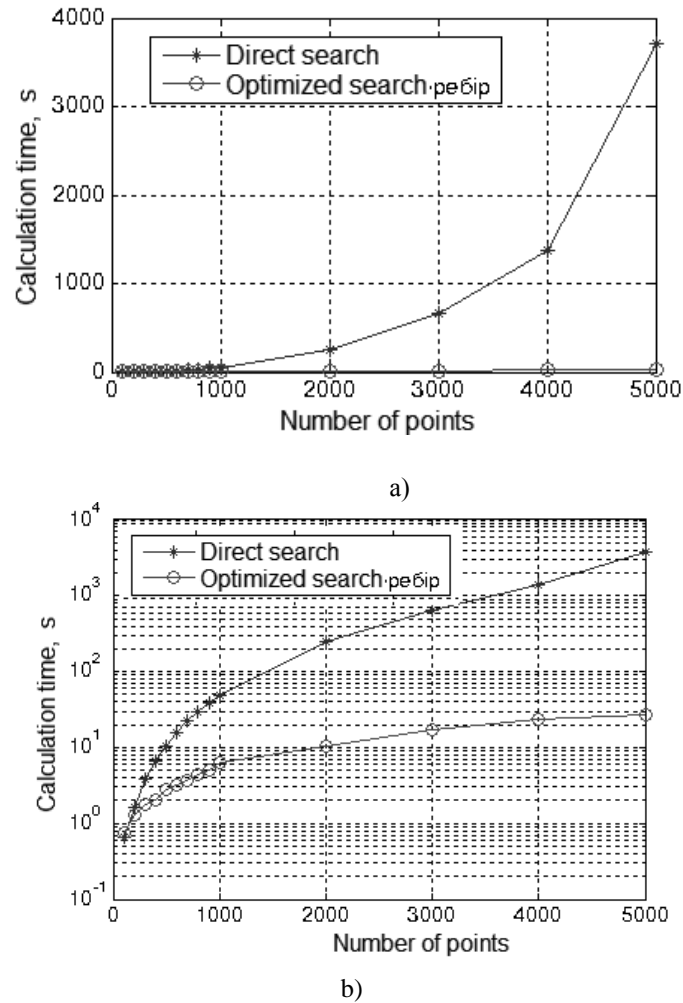 4000
3000
2000
1000
0
Calculation time, s
Direct search
Optimized search ребір
0 1000 2000 3000 4000 5000
Number of points
a)
10^4
10^3
10^2
10^1
10^0
10^-1
Calculation time, s
Direct search
Optimized search ребір
0 1000 2000 3000 4000 5000
Number of points
b)